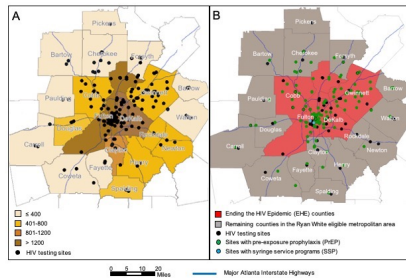 A
Pickens
Bartow
Cherokee
Forsyth
Cobb
Gwinnett
Barrow
Paulding
Fulton
DeKalb
Walton
Douglas
Carroll
Fayette
Henry
Coweta
Spalding
≤ 400
401-800
801-1200
> 1200
HIV testing sites
B
Pickens
Bartow
Cherokee
Forsyth
Cobb
Gwinnett
Barrow
Paulding
Fulton
DeKalb
Walton
Douglas
Rockdale
Carroll
Clayton
Newton
Fayette
Henry
Coweta
Spalding
Ending the HIV Epidemic (EHE) counties
Remaining counties in the Ryan White eligible metropolitan area
HIV testing sites
Sites with pre-exposure prophylaxis (PrEP)
Sites with syringe service programs (SSP)
0 5 10 20
Miles
Major Atlanta Interstate Highways